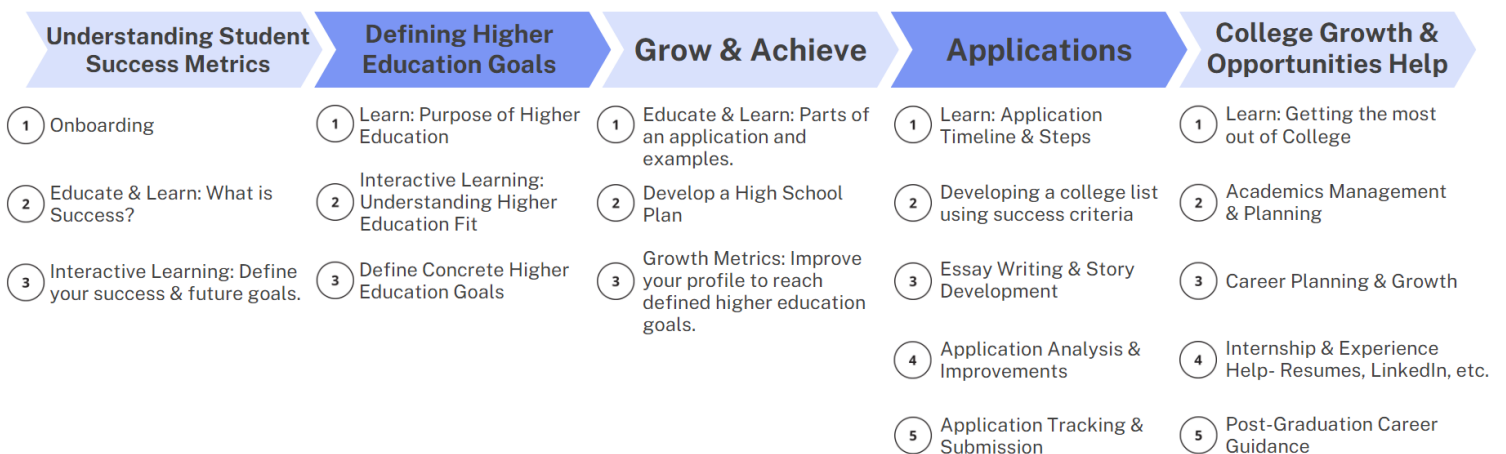 Understanding Student
Success Metrics
1 Onboarding
2 Educate & Learn: What is
Success?
3 Interactive Learning: Define
your success & future goals.
Defining Higher
Education Goals
1 Learn: Purpose of Higher
Education
2 Interactive Learning:
Understanding Higher
Education Fit
3 Define Concrete Higher
Education Goals
Grow & Achieve
1 Educate & Learn: Parts of
an application and
examples.
2 Develop a High School
Plan
3 Growth Metrics: Improve
your profile to reach
defined higher education
goals.
Applications
1 Learn: Application
Timeline & Steps
2 Developing a college list
using success criteria
3 Essay Writing & Story
Development
4 Application Analysis &
Improvements
5 Application Tracking &
Submission
College Growth &
Opportunities Help
1 Learn: Getting the most
out of College
2 Academics Management
& Planning
3 Career Planning & Growth
4 Internship & Experience
Help- Resumes, LinkedIn, etc.
5 Post-Graduation Career
Guidance